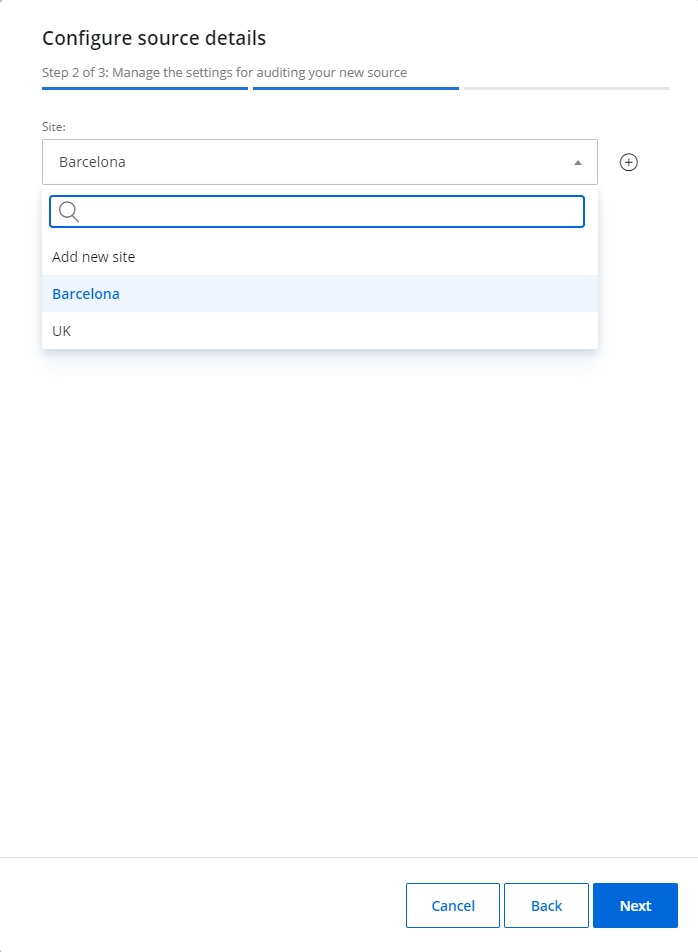 Configure source details
Step 2 of 3: Manage the settings for auditing your new source
Site:
Barcelona
Add new site
Barcelona
UK
Cancel
Back
Next